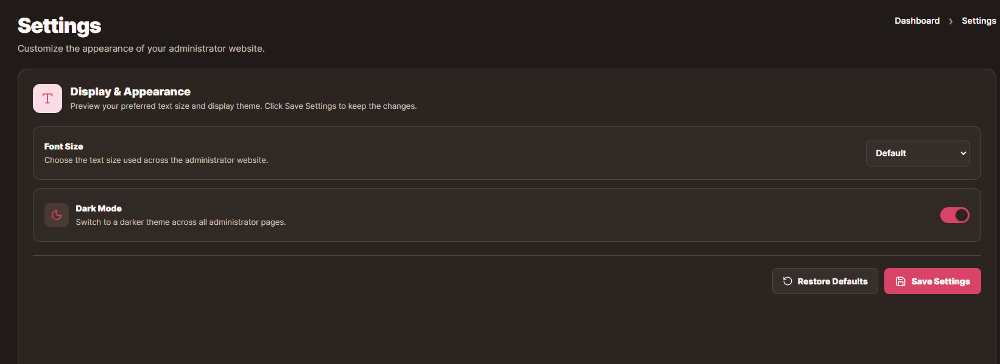 Settings
Customize the appearance of your administrator website.
Dashboard › Settings
T
Display & Appearance
Preview your preferred text size and display theme. Click Save Settings to keep the changes.
Font Size
Choose the text size used across the administrator website.
Default
Dark Mode
Switch to a darker theme across all administrator pages.
Restore Defaults
Save Settings